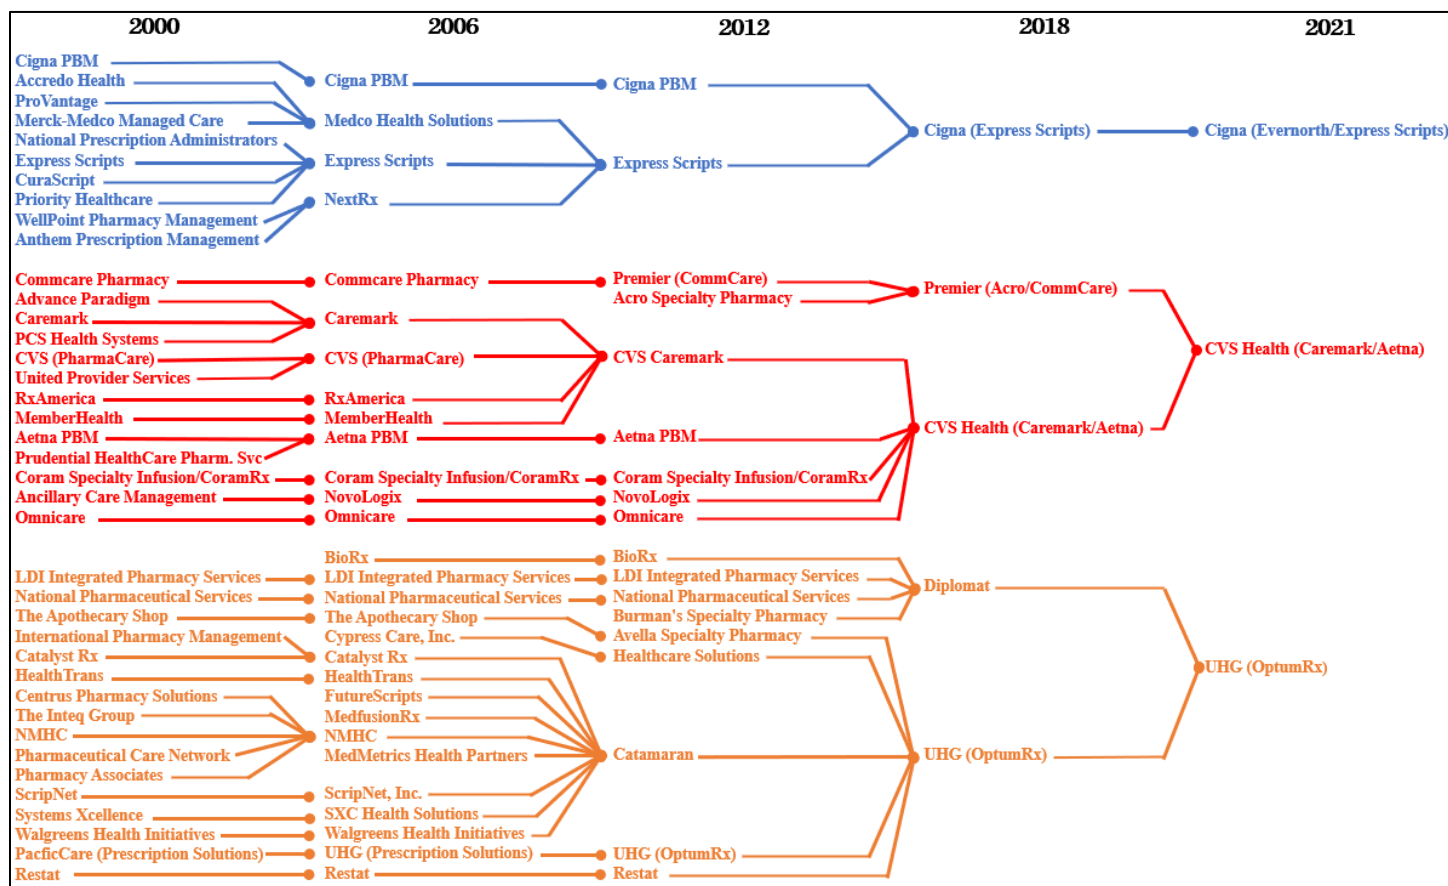 2000 2006 2012 2018 2021
Cigna PBM
Accredo Health Cigna PBM Cigna PBM
ProVantage
Merck-Medco Managed Care Medco Health Solutions
National Prescription Administrators Cigna (Express Scripts) Cigna (Evernorth/Express Scripts)
Express Scripts Express Scripts Express Scripts
CuraScript
Priority Healthcare NextRx
WellPoint Pharmacy Management
Anthem Prescription Management
Commcare Pharmacy Commcare Pharmacy Premier (CommCare)
Premier (Acro/CommCare)
Advance Paradigm Acro Specialty Pharmacy
Caremark Caremark
PCS Health Systems
CVS Health (Caremark/Aetna)
CVS (PharmaCare) CVS (PharmaCare) CVS Caremark
United Provider Services
RxAmerica RxAmerica
MemberHealth MemberHealth
CVS Health (Caremark/Aetna)
Aetna PBM Aetna PBM Aetna PBM
Prudential HealthCare Pharm. Svc
Coram Specialty Infusion/CoramRx Coram Specialty Infusion/CoramRx Coram Specialty Infusion/CoramRx
Ancillary Care Management NovoLogix NovoLogix
Omnicare Omnicare Omnicare
BioRx BioRx
LDI Integrated Pharmacy Services LDI Integrated Pharmacy Services LDI Integrated Pharmacy Services
Diplomat
National Pharmaceutical Services National Pharmaceutical Services National Pharmaceutical Services
The Apothecary Shop The Apothecary Shop Burman's Specialty Pharmacy
International Pharmacy Management Cypress Care, Inc. Avella Specialty Pharmacy
Catalyst Rx Catalyst Rx Healthcare Solutions
UHG (OptumRx)
HealthTrans HealthTrans
Centrus Pharmacy Solutions FutureScripts
The Inteq Group MedfusionRx
NMHC NMHC
Pharmaceutical Care Network MedMetrics Health Partners Catamaran UHG (OptumRx)
Pharmacy Associates
ScripNet ScripNet, Inc.
Systems Xcellence SXC Health Solutions
Walgreens Health Initiatives Walgreens Health Initiatives
PacficCare (Prescription Solutions) UHG (Prescription Solutions) UHG (OptumRx)
Restat Restat Restat